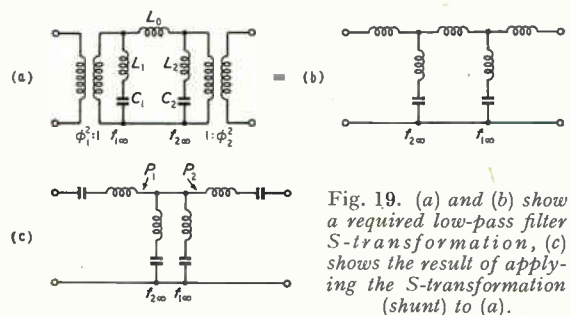 L₀
(a)
L₁
L₂
C₁
C₂
φ₁²:1
f₁∞
f₂∞
1:φ₂²
=
(b)
f₂∞
f₁∞
(c)
P₁
P₂
f₂∞
f₁∞
Fig. 19. (a) and (b) show
a required low-pass filter
S-transformation, (c)
shows the result of apply-
ing the S-transformation
(shunt) to (a).